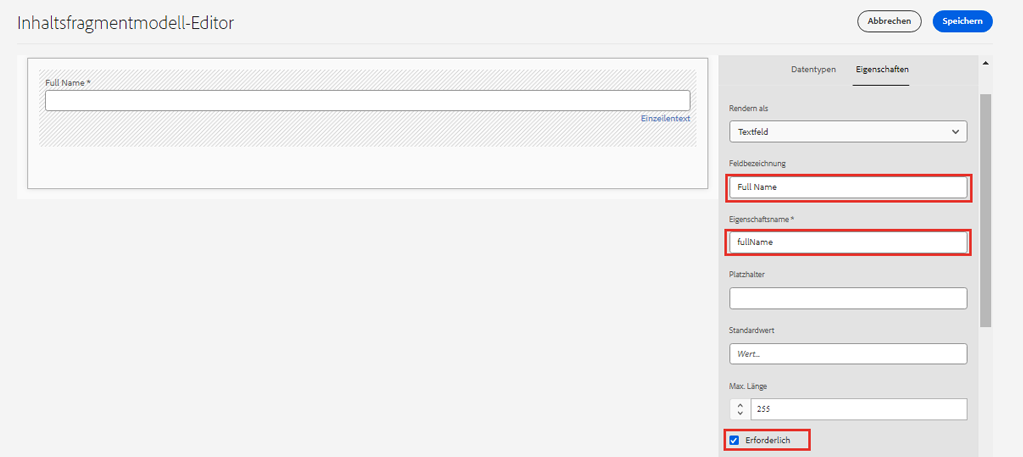 Inhaltsfragmentmodell-Editor
Abbrechen
Speichern
Full Name *
Einzeilentext
Datentypen
Eigenschaften
Rendern als
Textfeld
Feldbezeichnung
Full Name
Eigenschaftsname *
fullName
Platzhalter
Standardwert
Wert...
Max. Länge
255
Erforderlich